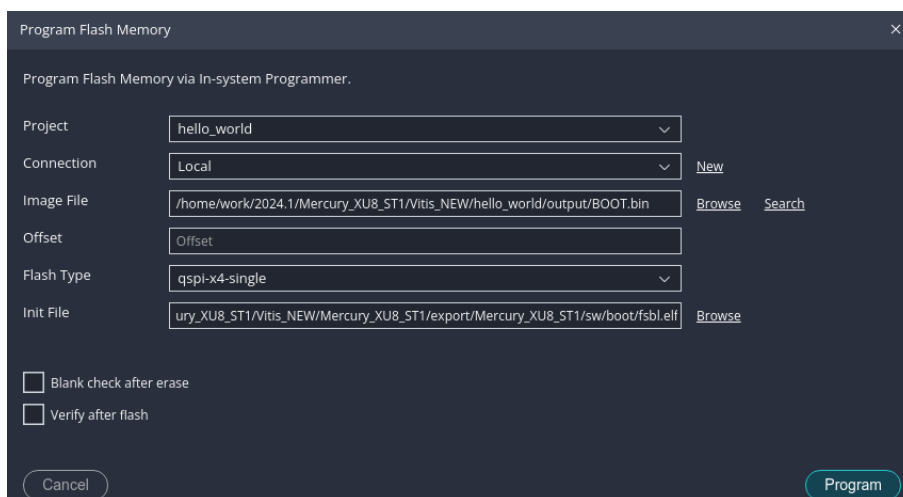 Program Flash Memory
Program Flash Memory via In-system Programmer.
Project hello_world
Connection Local New
Image File /home/work/2024.1/Mercury_XU8_ST1/Vitis_NEW/hello_world/output/BOOT.bin Browse Search
Offset Offset
Flash Type qspi-x4-single
Init File ury_XU8_ST1/Vitis_NEW/Mercury_XU8_ST1/export/Mercury_XU8_ST1/sw/boot/fsbl.elf Browse
Blank check after erase
Verify after flash
Cancel Program